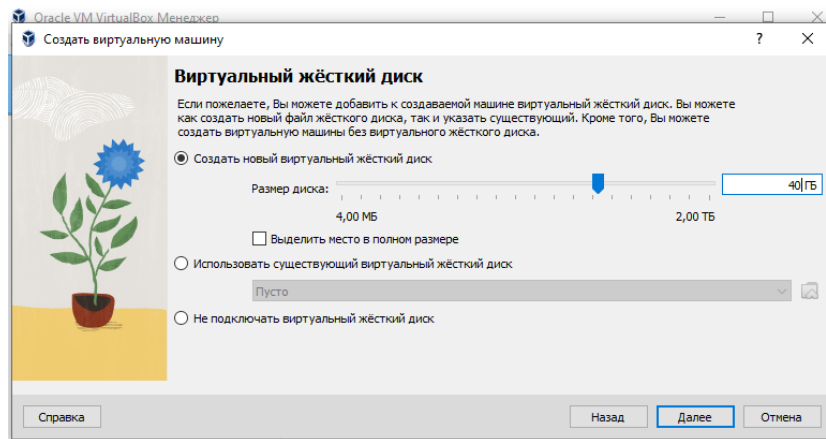 Oracle VM VirtualBox Менеджер
Создать виртуальную машину
?
Виртуальный жёсткий диск
Если пожелаете, Вы можете добавить к создаваемой машине виртуальный жёсткий диск. Вы можете
как создать новый файл жёсткого диска, так и указать существующий. Кроме того, Вы можете
создать виртуальную машины без виртуального жёсткого диска.
Создать новый виртуальный жёсткий диск
Размер диска:
40 ГБ
4,00 МБ
2,00 ТБ
Выделить место в полном размере
Использовать существующий виртуальный жёсткий диск
Пусто
Не подключать виртуальный жёсткий диск
Справка
Назад
Далее
Отмена